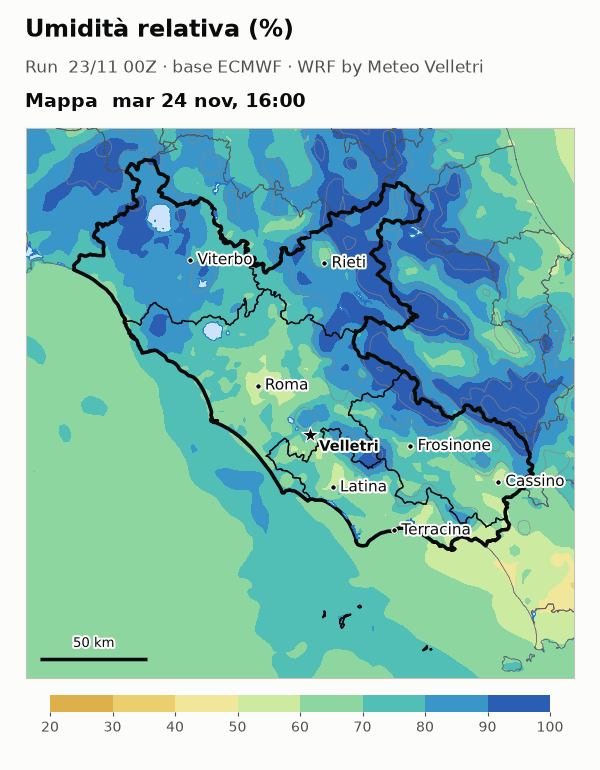 Umidità relativa (%)
Run  23/11 00Z · base ECMWF · WRF by Meteo Velletri
Mappa  mar 24 nov, 16:00
Viterbo
Rieti
Roma
Velletri
Frosinone
Latina
Cassino
Terracina
50 km
20 30 40 50 60 70 80 90 100